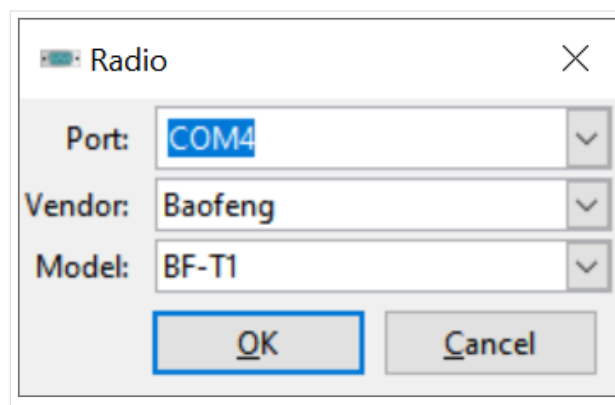 Radio
Port: COM4
Vendor: Baofeng
Model: BF-T1
OK Cancel